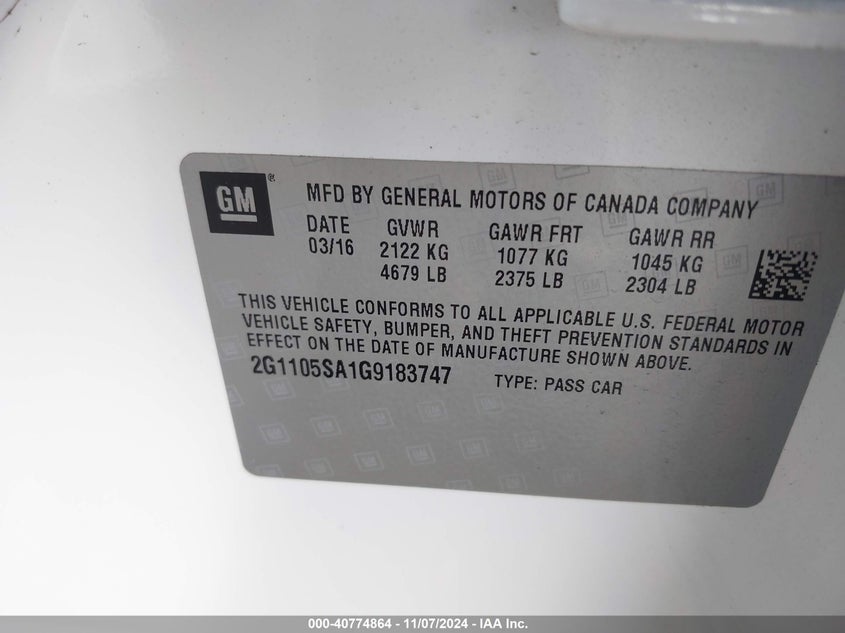 GM ®
MFD BY GENERAL MOTORS OF CANADA COMPANY
DATE GVWR GAWR FRT GAWR RR
03/16 2122 KG 1077 KG 1045 KG
4679 LB 2375 LB 2304 LB
THIS VEHICLE CONFORMS TO ALL APPLICABLE U.S. FEDERAL MOTOR
VEHICLE SAFETY, BUMPER, AND THEFT PREVENTION STANDARDS IN
EFFECT ON THE DATE OF MANUFACTURE SHOWN ABOVE.
2G1105SA1G9183747 TYPE: PASS CAR
000-40774864 - 11/07/2024 - IAA Inc.